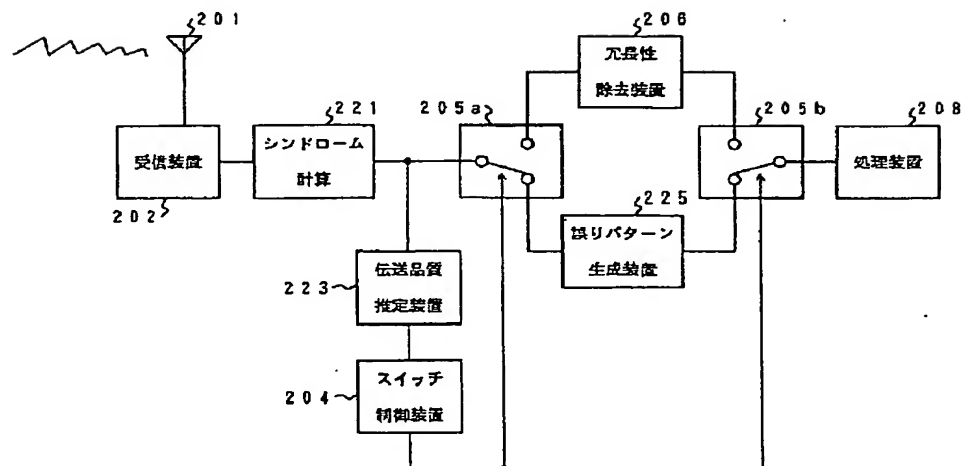 201
206
冗長性
除去装置
221
205a
205b
208
シンドローム
計算
受信装置
処理装置
202
225
誤りパターン
生成装置
伝送品質
推定装置
223
スイッチ
制御装置
204